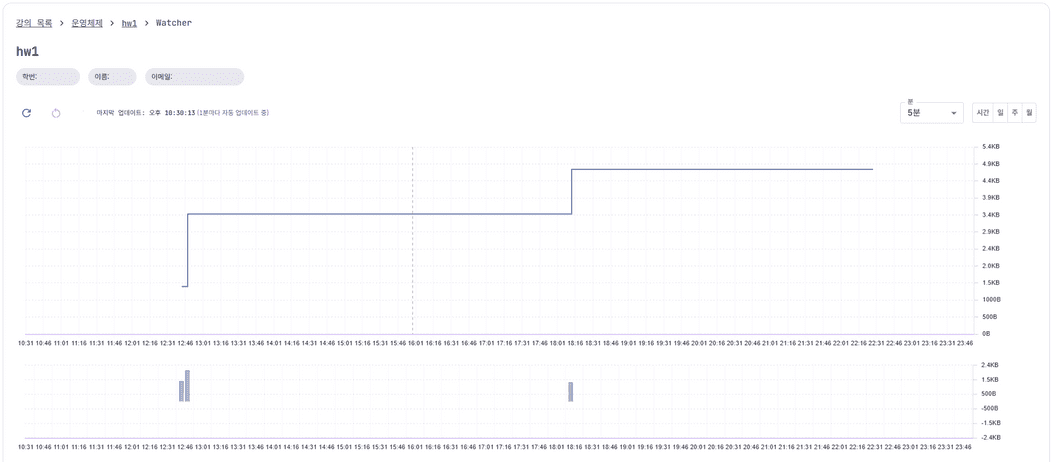 강의 목록 > 운영체제 > hw1 > Watcher
hw1
학번: 이름: 이메일:
마지막 업데이트: 오후 10:30:13 (1분마다 자동 업데이트 중)
분
5분
시간 일 주 월
5.4KB
4.9KB
4.4KB
3.9KB
3.4KB
2.9KB
2.4KB
2.0KB
1.5KB
1000B
500B
0B
10:31 10:46 11:01 11:16 11:31 11:46 12:01 12:16 12:31 12:46 13:01 13:16 13:31 13:46 14:01 14:16 14:31 14:46 15:01 15:16 15:31 15:46 16:01 16:16 16:31 16:46 17:01 17:16 17:31 17:46 18:01 18:16 18:31 18:46 19:01 19:16 19:31 19:46 20:01 20:16 20:31 20:46 21:01 21:16 21:31 21:46 22:01 22:16 22:31 22:46 23:01 23:16 23:31 23:46
2.4KB
1.5KB
500B
-500B
-1.5KB
-2.4KB
10:31 10:46 11:01 11:16 11:31 11:46 12:01 12:16 12:31 12:46 13:01 13:16 13:31 13:46 14:01 14:16 14:31 14:46 15:01 15:16 15:31 15:46 16:01 16:16 16:31 16:46 17:01 17:16 17:31 17:46 18:01 18:16 18:31 18:46 19:01 19:16 19:31 19:46 20:01 20:16 20:31 20:46 21:01 21:16 21:31 21:46 22:01 22:16 22:31 22:46 23:01 23:16 23:31 23:46